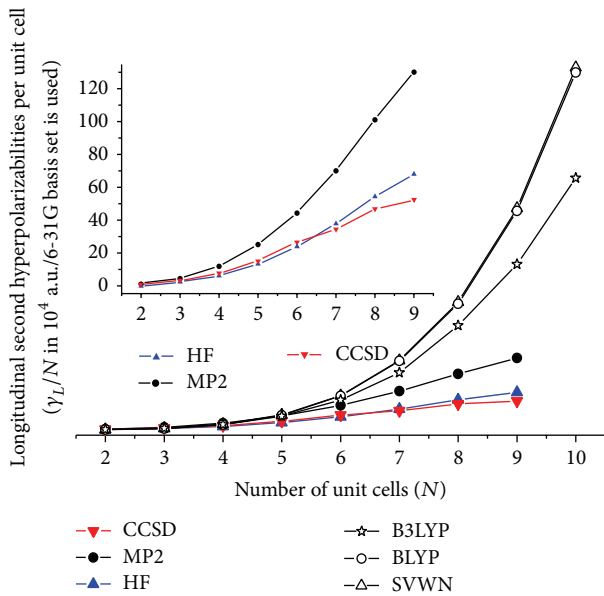 Longitudinal second hyperpolarizabilities per unit cell
(γL/N in 10⁴ a.u./6-31G basis set is used)
120
100
80
60
40
20
0
2 3 4 5 6 7 8 9
HF
CCSD
MP2
2 3 4 5 6 7 8 9 10
Number of unit cells (N)
CCSD
MP2
HF
B3LYP
BLYP
SVWN